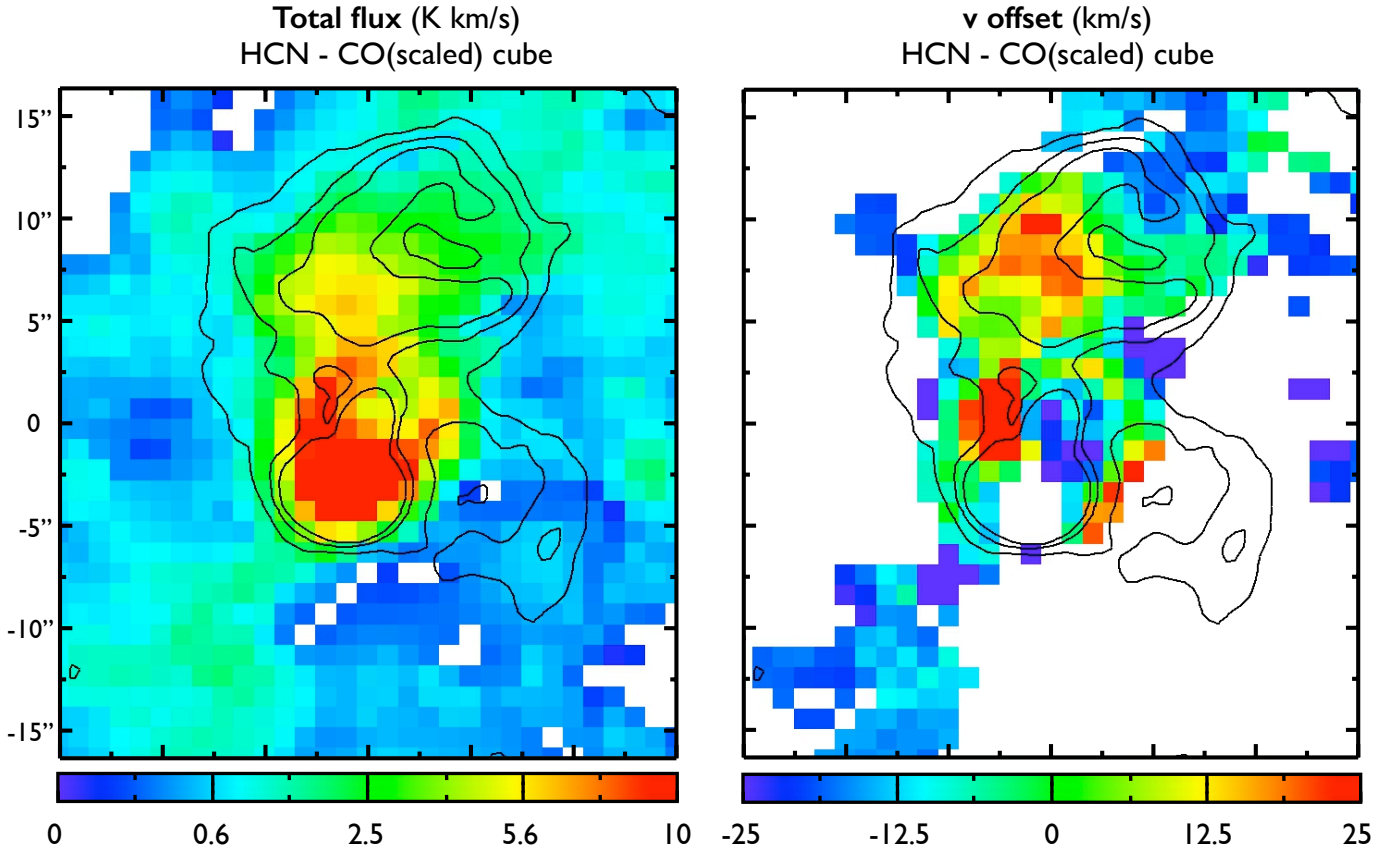 Total flux (K km/s)
HCN - CO(scaled) cube
v offset (km/s)
HCN - CO(scaled) cube
15”
10”
5”
0
-5”
-10”
-15”
0 0.6 2.5 5.6 10
-25 -12.5 0 12.5 25